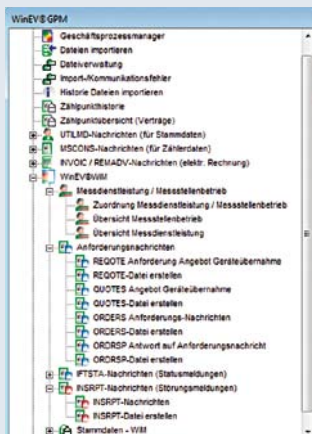 WinEV® GPM
Geschäftsprozessmanager
Dateien importieren
Dateiverwaltung
Import-/Kommunikationsfehler
Historie Dateien importieren
Zählpunkthistorie
Zählpunktübersicht (Verträge)
UTILMD-Nachrichten (für Stammdaten)
MSCONS-Nachrichten (für Zählerdaten)
INVOIC / REMADV-Nachrichten (elektr. Rechnung)
WinEV®WiM
Messdienstleistung / Messstellenbetrieb
Zuordnung Messdienstleistung / Messstellenbetrieb
Übersicht Messstellenbetrieb
Übersicht Messdienstleistung
Anforderungsnachrichten
REQOTE Anforderung Angebot Geräteübernahme
REQOTE-Datei erstellen
QUOTES Angebot Geräteübernahme
QUOTES-Datei erstellen
ORDERS Anforderungs-Nachrichten
ORDERS-Datei erstellen
ORDRSP Antwort auf Anforderungsnachricht
ORDRSP-Datei erstellen
IFTSTA-Nachrichten (Statusmeldungen)
INSRPT-Nachrichten (Störungsmeldungen)
INSRPT-Nachrichten
INSRPT-Datei erstellen
Stammdaten - WiM